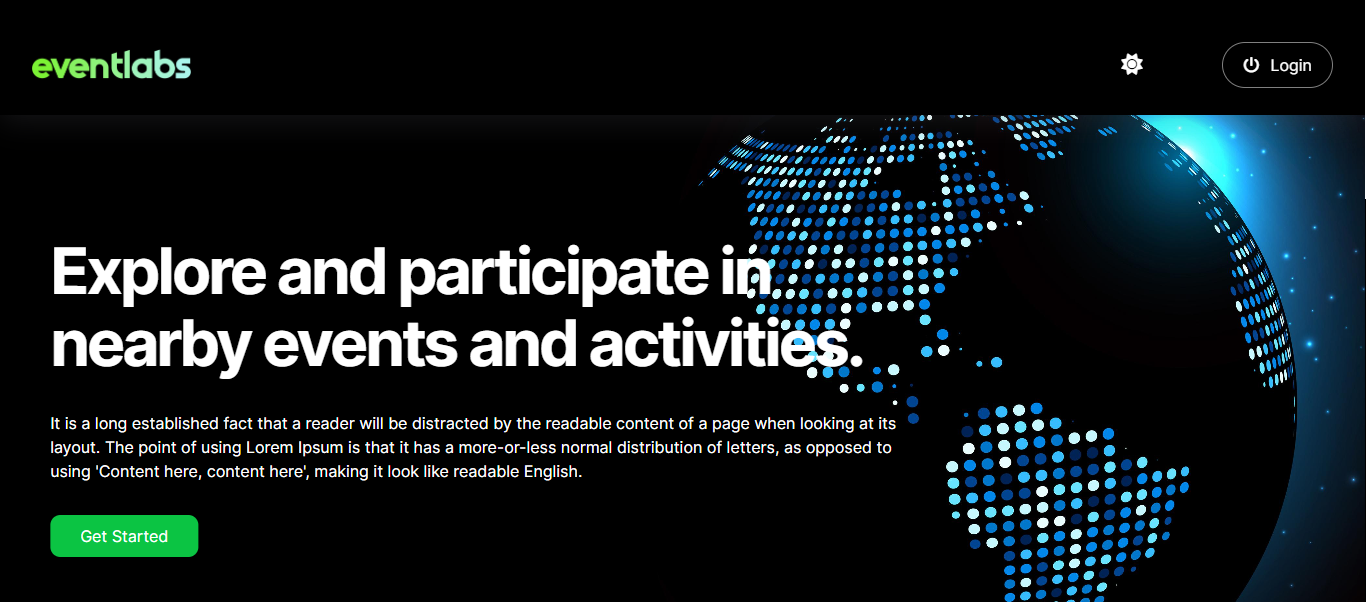 eventlabs
Login
Explore and participate in
nearby events and activities.
It is a long established fact that a reader will be distracted by the readable content of a page when looking at its
layout. The point of using Lorem Ipsum is that it has a more-or-less normal distribution of letters, as opposed to
using 'Content here, content here', making it look like readable English.
Get Started